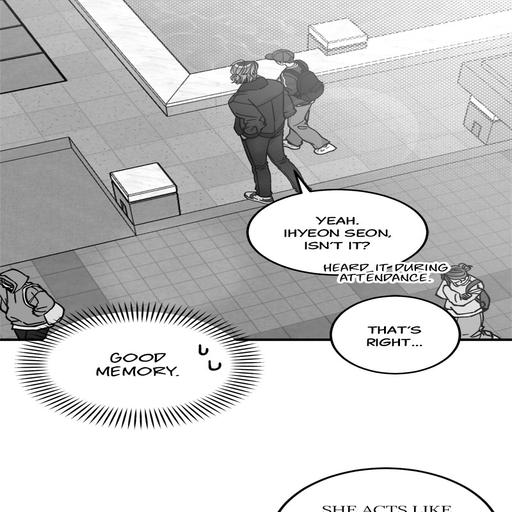 YEAH.
IHYEON SEON,
ISN'T IT?
HEARD IT DURING
ATTENDANCE.
THAT'S
RIGHT...
GOOD
MEMORY.
SHE ACTS LIKE